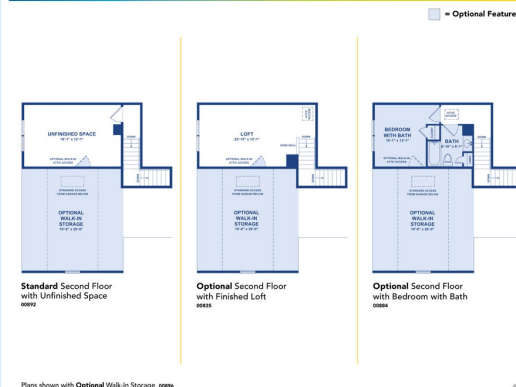 = Optional Feature
UNFINISHED SPACE
DOWN
OPTIONAL WALK-IN
ATTIC ACCESS
STANDARD ACCESS
FROM GARAGE BELOW
OPTIONAL
WALK-IN
STORAGE
Standard Second Floor
with Unfinished Space
00892
ATTIC
ACCESS
LOFT
DOWN
OPTIONAL WALK-IN
ATTIC ACCESS
STANDARD ACCESS
FROM GARAGE BELOW
OPTIONAL
WALK-IN
STORAGE
Optional Second Floor
with Finished Loft
00835
ATTIC
ACCESS
BEDROOM
WITH BATH
BATH
DOWN
OPTIONAL WALK-IN
ATTIC ACCESS
STANDARD ACCESS
FROM GARAGE BELOW
OPTIONAL
WALK-IN
STORAGE
Optional Second Floor
with Bedroom with Bath
00884
Plans shown with Optional Walk-In Storage